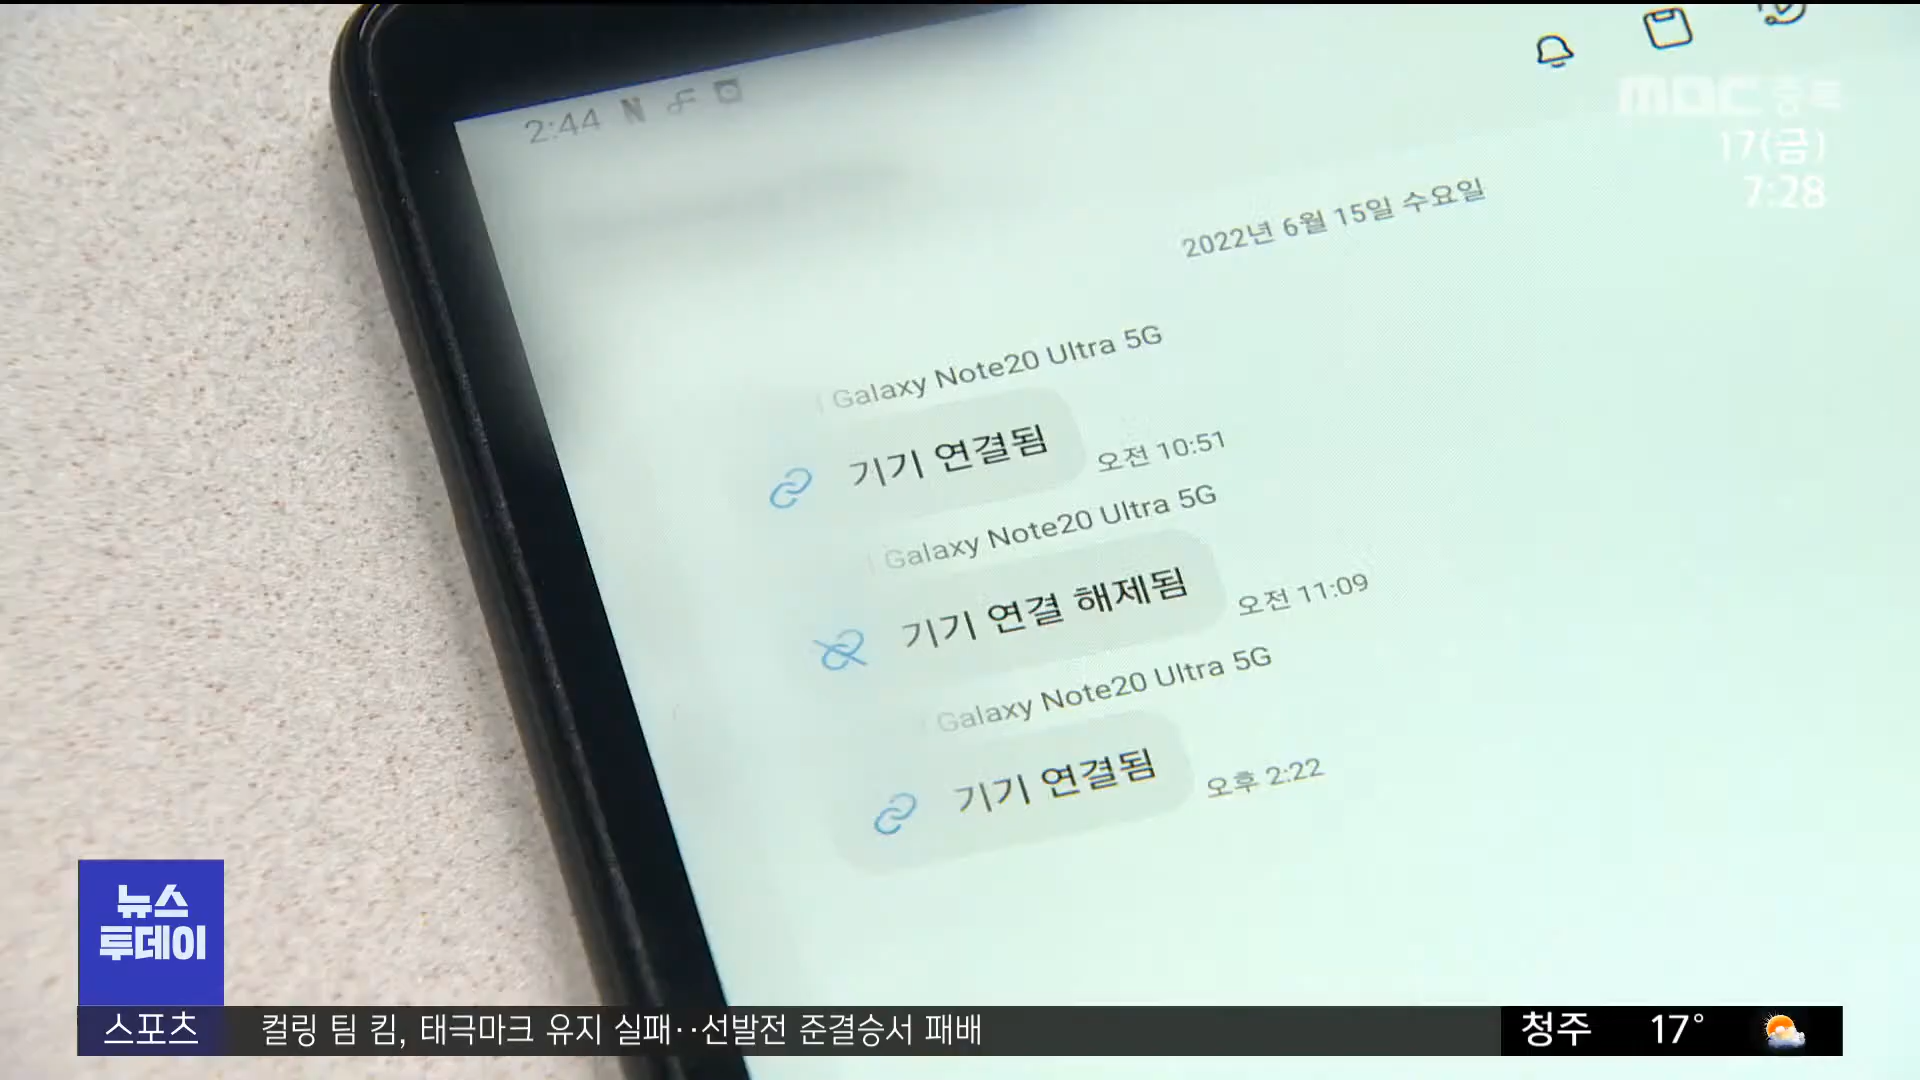 2:44
MBC 충북
17(금)
7:28
2022년 6월 15일 수요일
Galaxy Note20 Ultra 5G
기기 연결됨
오전 10:51
Galaxy Note20 Ultra 5G
기기 연결 해제됨
오전 11:09
Galaxy Note20 Ultra 5G
기기 연결됨
오후 2:22
뉴스
투데이
스포츠 컬링 팀 킴, 태극마크 유지 실패··선발전 준결승서 패배
청주 17°